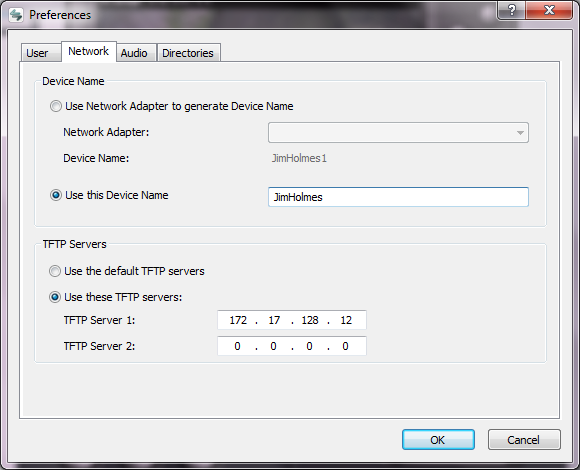 Preferences
User Network Audio Directories
Device Name
Use Network Adapter to generate Device Name
Network Adapter:
Device Name: JimHolmes1
Use this Device Name JimHolmes
TFTP Servers
Use the default TFTP servers
Use these TFTP servers:
TFTP Server 1: 172 . 17 . 128 . 12
TFTP Server 2: 0 . 0 . 0 . 0
OK Cancel